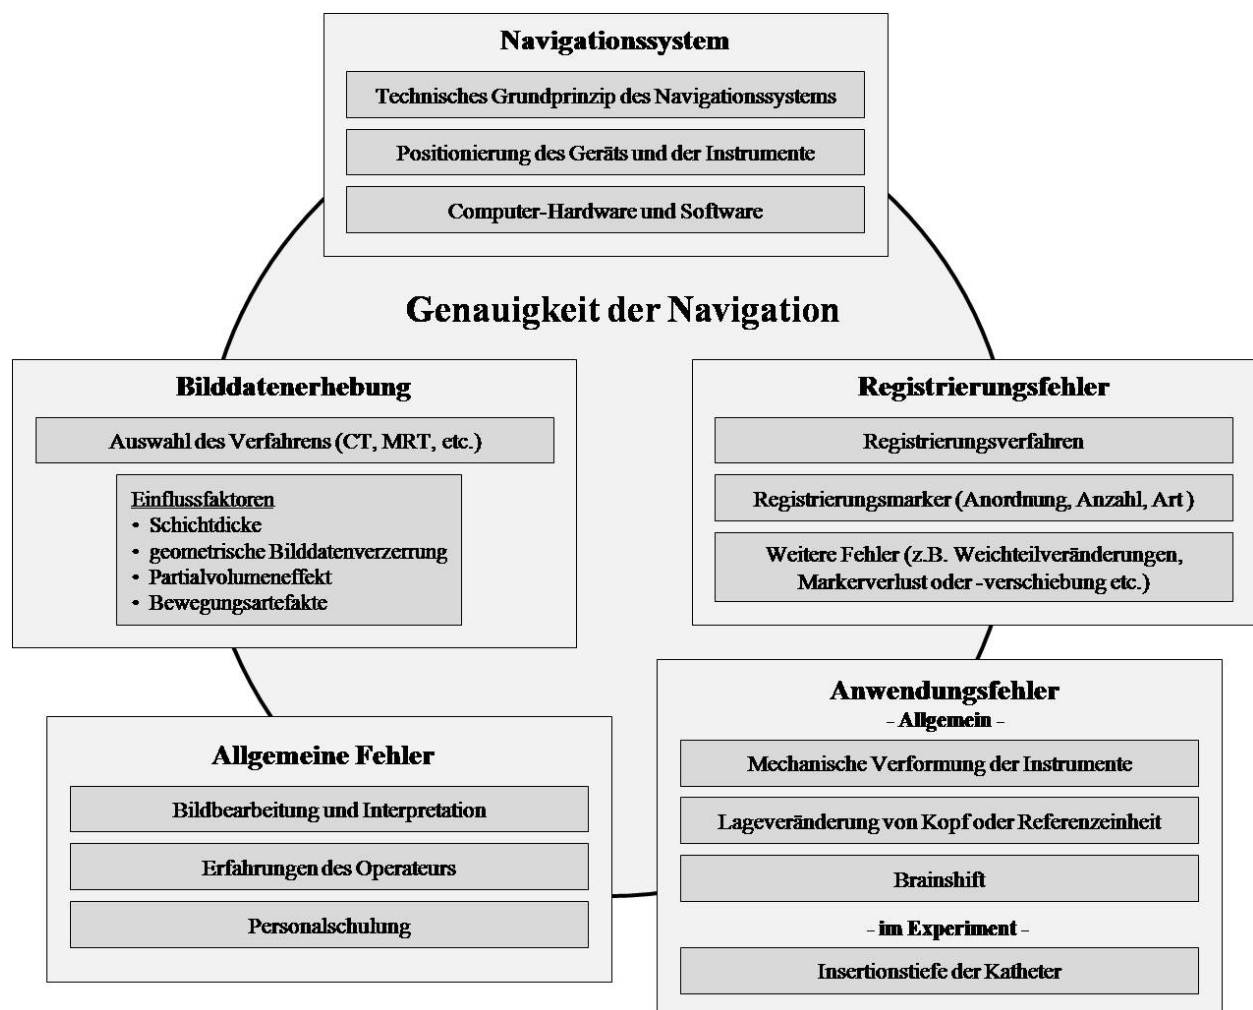 Navigationssystem
Technisches Grundprinzip des Navigationssystems
Positionierung des Geräts und der Instrumente
Computer-Hardware und Software
Genauigkeit der Navigation
Bilddatenerhebung
Auswahl des Verfahrens (CT, MRT, etc.)
Einflussfaktoren
• Schichtdicke
• geometrische Bilddatenverzerrung
• Partialvolumeneffekt
• Bewegungsartefakte
Registrierungsfehler
Registrierungsverfahren
Registrierungsmarker (Anordnung, Anzahl, Art )
Weitere Fehler (z.B. Weichteilveränderungen,
Markerverlust oder -verschiebung etc.)
Allgemeine Fehler
Bildbearbeitung und Interpretation
Erfahrungen des Operateurs
Personalschulung
Anwendungsfehler
- Allgemein -
Mechanische Verformung der Instrumente
Lageveränderung von Kopf oder Referenzeinheit
Brainshift
- im Experiment -
Insertionstiefe der Katheter